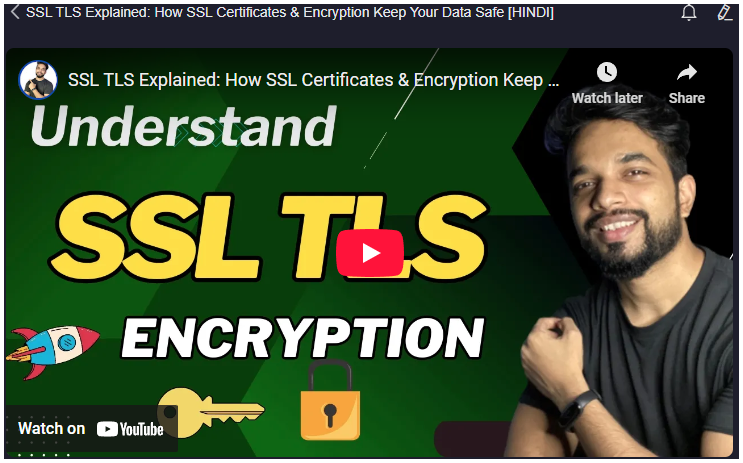 SSL TLS Explained: How SSL Certificates & Encryption Keep Your Data Safe [HINDI]
SSL TLS Explained: How SSL Certificates & Encryption Keep ...
Watch later
Share
Understand
SSL TLS
ENCRYPTION
Watch on YouTube